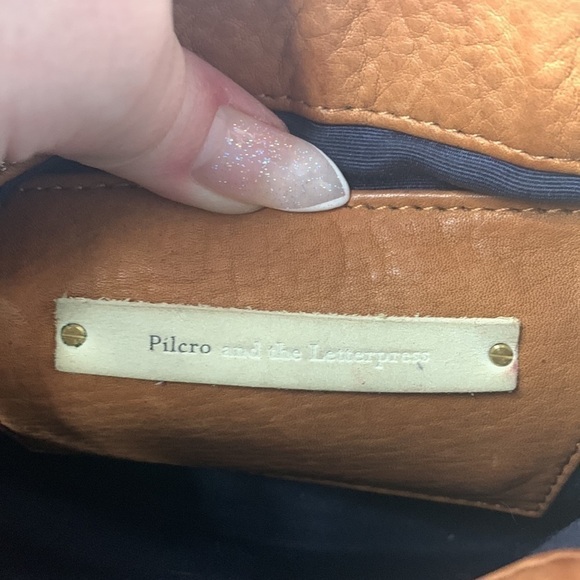 Pilcro and the Letterpress